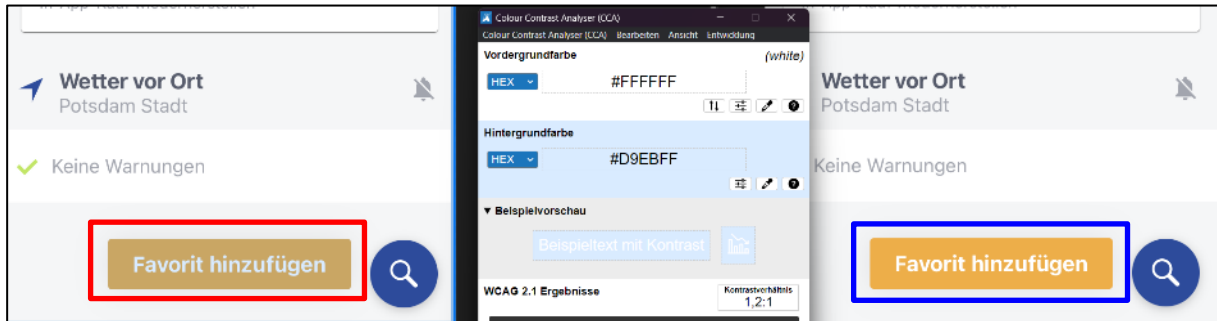 Wetter vor Ort
Potsdam Stadt
Keine Warnungen
Favorit hinzufügen
Colour Contrast Analyser (CCA)
Colour Contrast Analyser (CCA) Bearbeiten Ansicht Entwicklung
Vordergrundfarbe (white)
HEX #FFFFFF
Hintergrundfarbe
HEX #D9EBFF
▼ Beispielvorschau
Beispieltext mit Kontrast
WCAG 2.1 Ergebnisse
Kontrastverhältnis
1,2:1
Wetter vor Ort
Potsdam Stadt
Keine Warnungen
Favorit hinzufügen